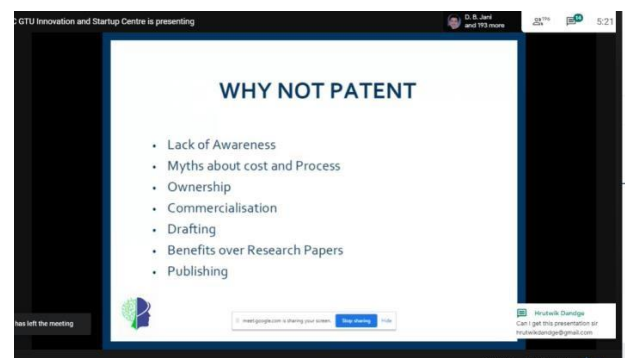 C GTU Innovation and Startup Centre is presenting
D. B. Jani
and 193 more
5:21
WHY NOT PATENT
• Lack of Awareness
• Myths about cost and Process
• Ownership
• Commercialisation
• Drafting
• Benefits over Research Papers
• Publishing
has left the meeting
meet.google.com is sharing your screen.
Stop sharing
Hide
Hrutwik Dandge
Can I get this presentation sir
hrutwikdandge@gmail.com